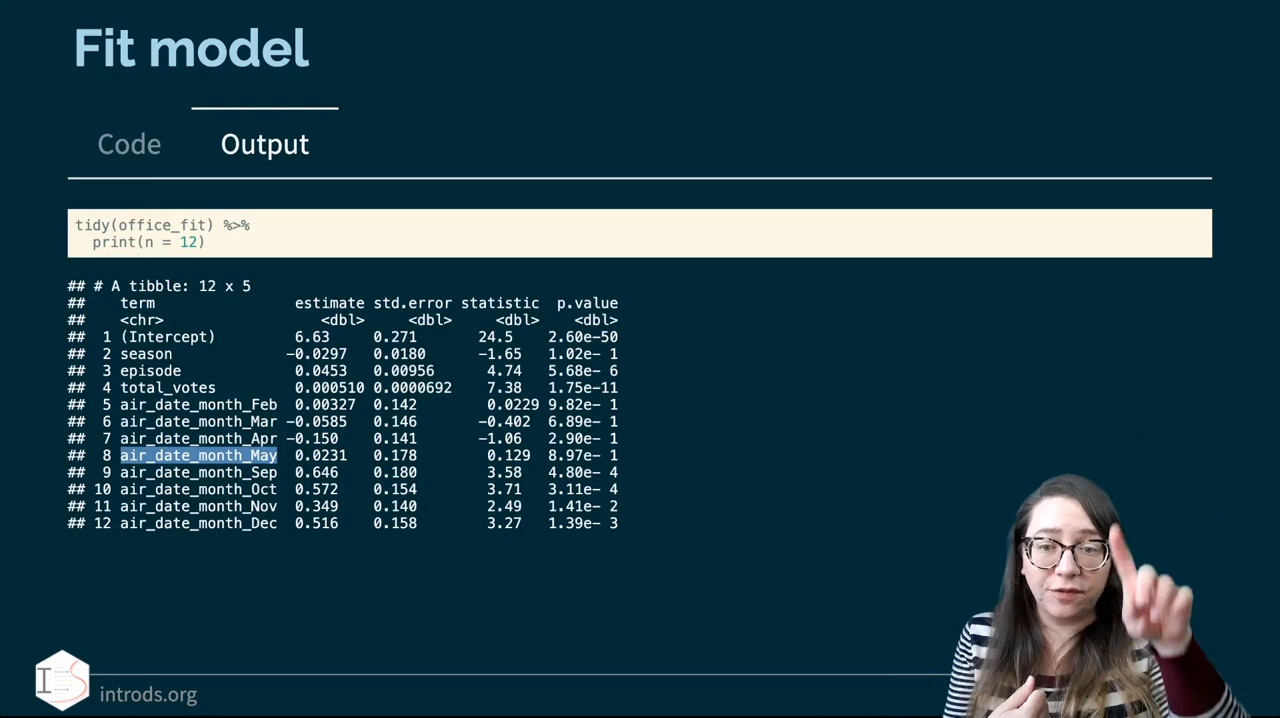 Fit model
Code
Output
tidy(office_fit) %>%
  print(n = 12)
## # A tibble: 12 x 5
##    term               estimate std.error statistic  p.value
##    <chr>                 <dbl>     <dbl>     <dbl>    <dbl>
##  1 (Intercept)         6.63    0.271       24.5    2.60e-50
##  2 season             -0.0297  0.0180      -1.65   1.02e- 1
##  3 episode             0.0453  0.00956      4.74   5.68e- 6
##  4 total_votes         0.000510 0.0000692   7.38   1.75e-11
##  5 air_date_month_Feb  0.00327 0.142        0.0229 9.82e- 1
##  6 air_date_month_Mar -0.0585  0.146       -0.402  6.89e- 1
##  7 air_date_month_Apr -0.150   0.141       -1.06   2.90e- 1
##  8 air_date_month_May  0.0231  0.178        0.129  8.97e- 1
##  9 air_date_month_Sep  0.646   0.180        3.58   4.80e- 4
## 10 air_date_month_Oct  0.572   0.154        3.71   3.11e- 4
## 11 air_date_month_Nov  0.349   0.140        2.49   1.41e- 2
## 12 air_date_month_Dec  0.516   0.158        3.27   1.39e- 3
IS
introds.org